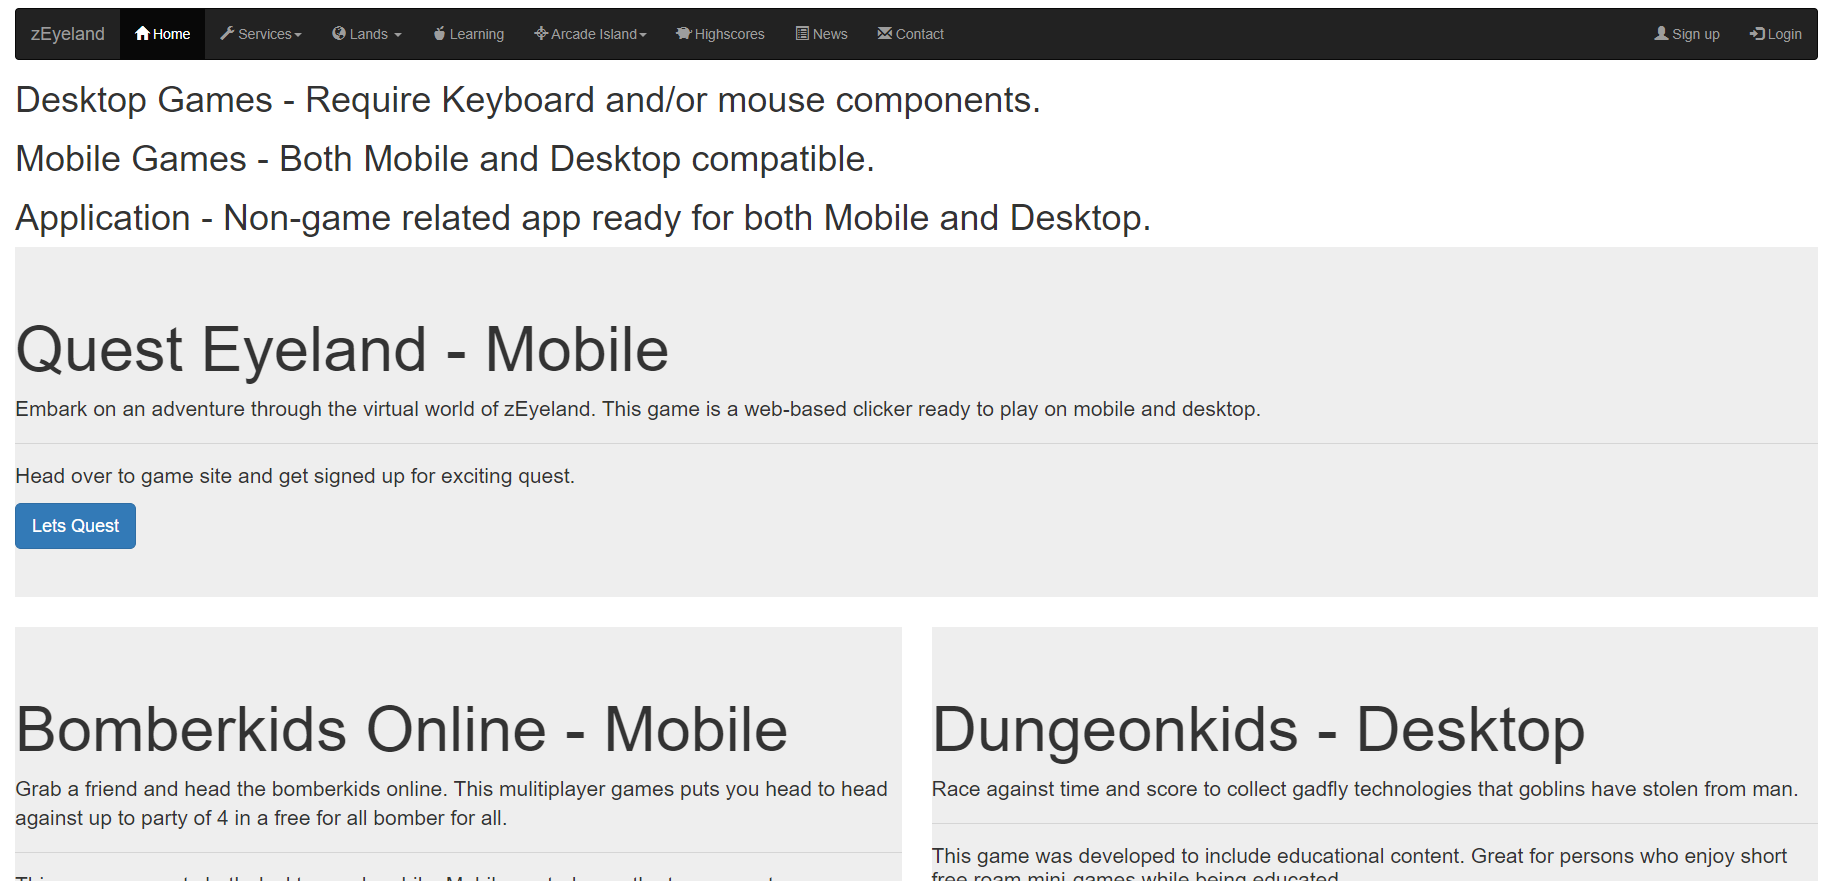 zEyeland Home Services Lands Learning Arcade Island Highscores News Contact Sign up Login
Desktop Games - Require Keyboard and/or mouse components.
Mobile Games - Both Mobile and Desktop compatible.
Application - Non-game related app ready for both Mobile and Desktop.
Quest Eyeland - Mobile
Embark on an adventure through the virtual world of zEyeland. This game is a web-based clicker ready to play on mobile and desktop.
Head over to game site and get signed up for exciting quest.
Lets Quest
Bomberkids Online - Mobile
Grab a friend and head the bomberkids online. This mulitiplayer games puts you head to head
against up to party of 4 in a free for all bomber for all.
Dungeonkids - Desktop
Race against time and score to collect gadfly technologies that goblins have stolen from man.
This game was developed to include educational content. Great for persons who enjoy short
free roam mini-games while being educated